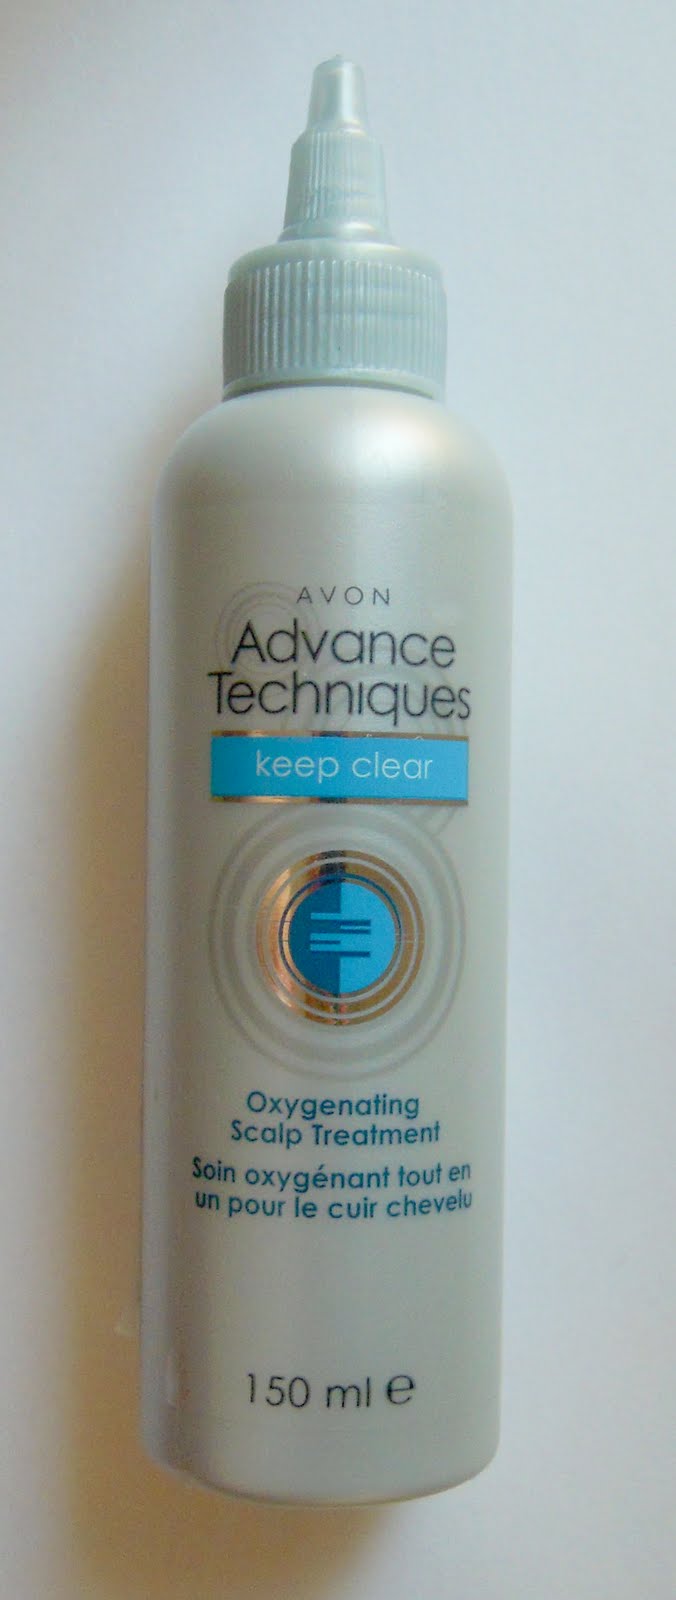 AVON
Advance
Techniques
keep clear
Oxygenating
Scalp Treatment
Soin oxygénant tout en
un pour le cuir chevelu
150 ml ℮